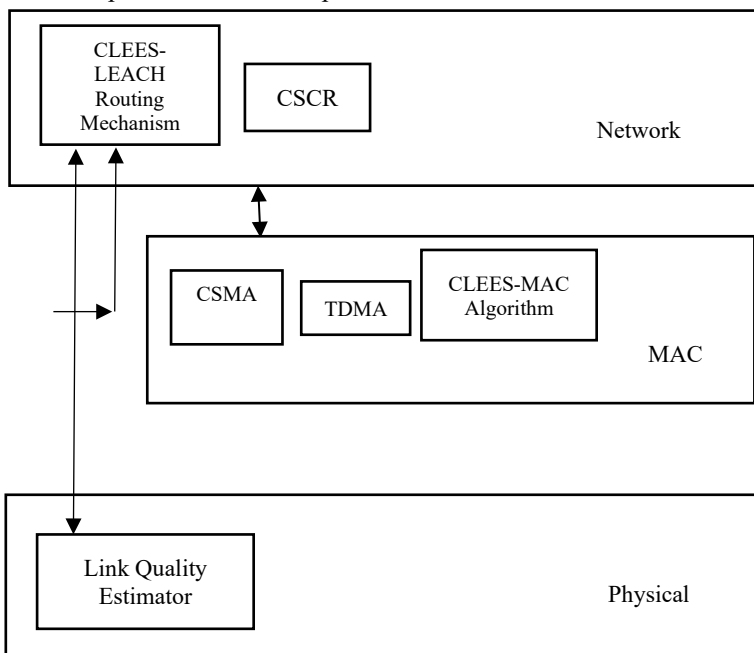 CLEES-
LEACH
Routing
Mechanism
CSCR
Network
CSMA
TDMA
CLEES-MAC
Algorithm
MAC
Link Quality
Estimator
Physical